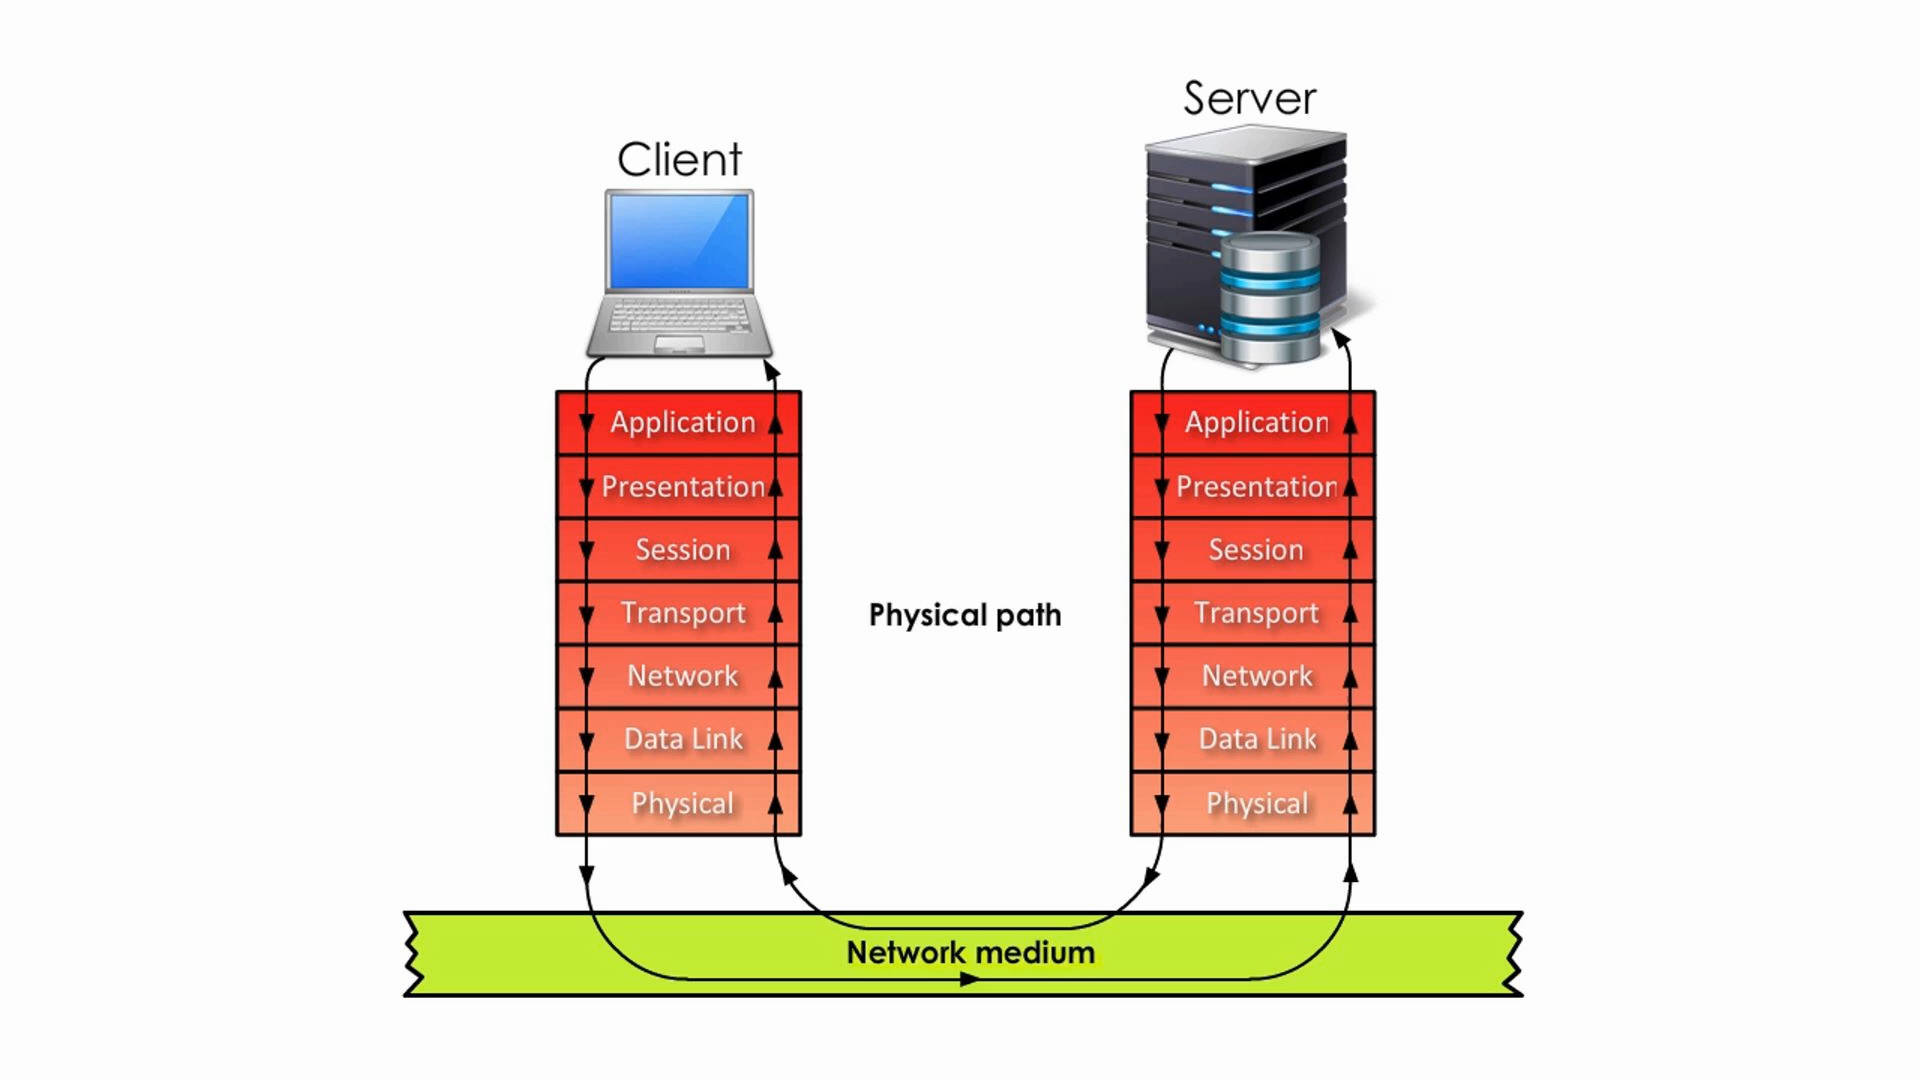 Server
Client
Application
Application
Presentation
Presentation
Session
Session
Transport
Physical path
Transport
Network
Network
Data Link
Data Link
Physical
Physical
Network medium